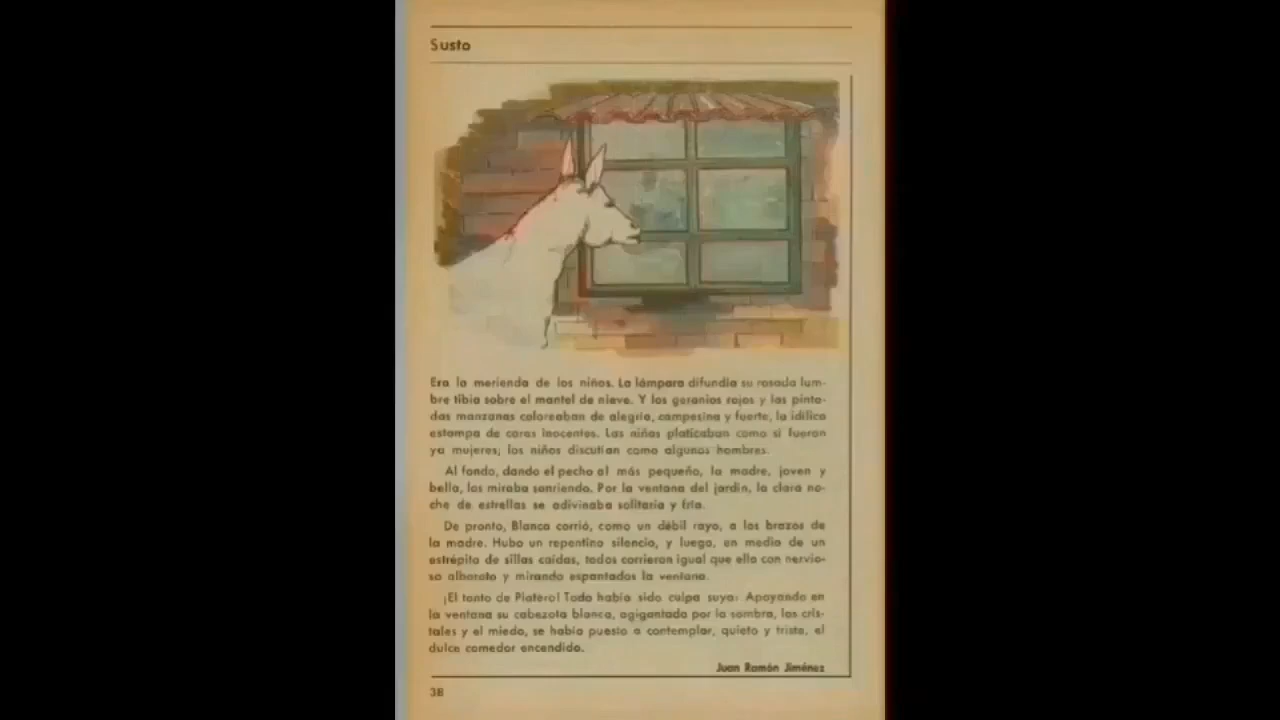 Susto
Era la merienda de los niños. La lámpara difundía su rosada lum-
bre tibia sobre el mantel de nieve. Y los geranios rojos y las pinta-
das manzanas coloreaban de alegría, campesina y fuerte, la idílica
estampa de caras inocentes. Las niñas platicaban como si fueran
ya mujeres; los niños discutían como algunos hombres.
Al fondo, dando el pecho al más pequeño, la madre, joven y
bella, los miraba sonriendo. Por la ventana del jardín, la clara no-
che de estrellas se adivinaba solitaria y fría.
De pronto, Blanca corrió, como un débil rayo, a los brazos de
la madre. Hubo un repentino silencio, y luego, en medio de un
estrépito de sillas caídas, todos corrieron igual que ella con nervio-
so alboroto y mirando espantados la ventana.
¡El tonto de Platero! Todo había sido culpa suya: Apoyando en
la ventana su cabezota blanca, agigantada por la sombra, los cris-
tales y el miedo, se había puesto a contemplar, quieto y triste, el
dulce comedor encendido.
Juan Ramón Jiménez
38